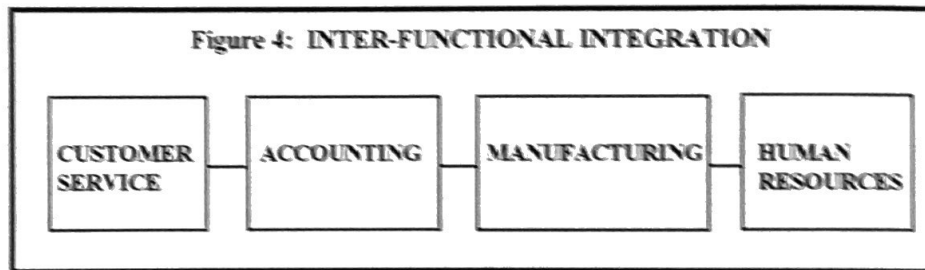 Figure 4: INTER-FUNCTIONAL INTEGRATION
CUSTOMER
SERVICE
ACCOUNTING
MANUFACTURING
HUMAN
RESOURCES